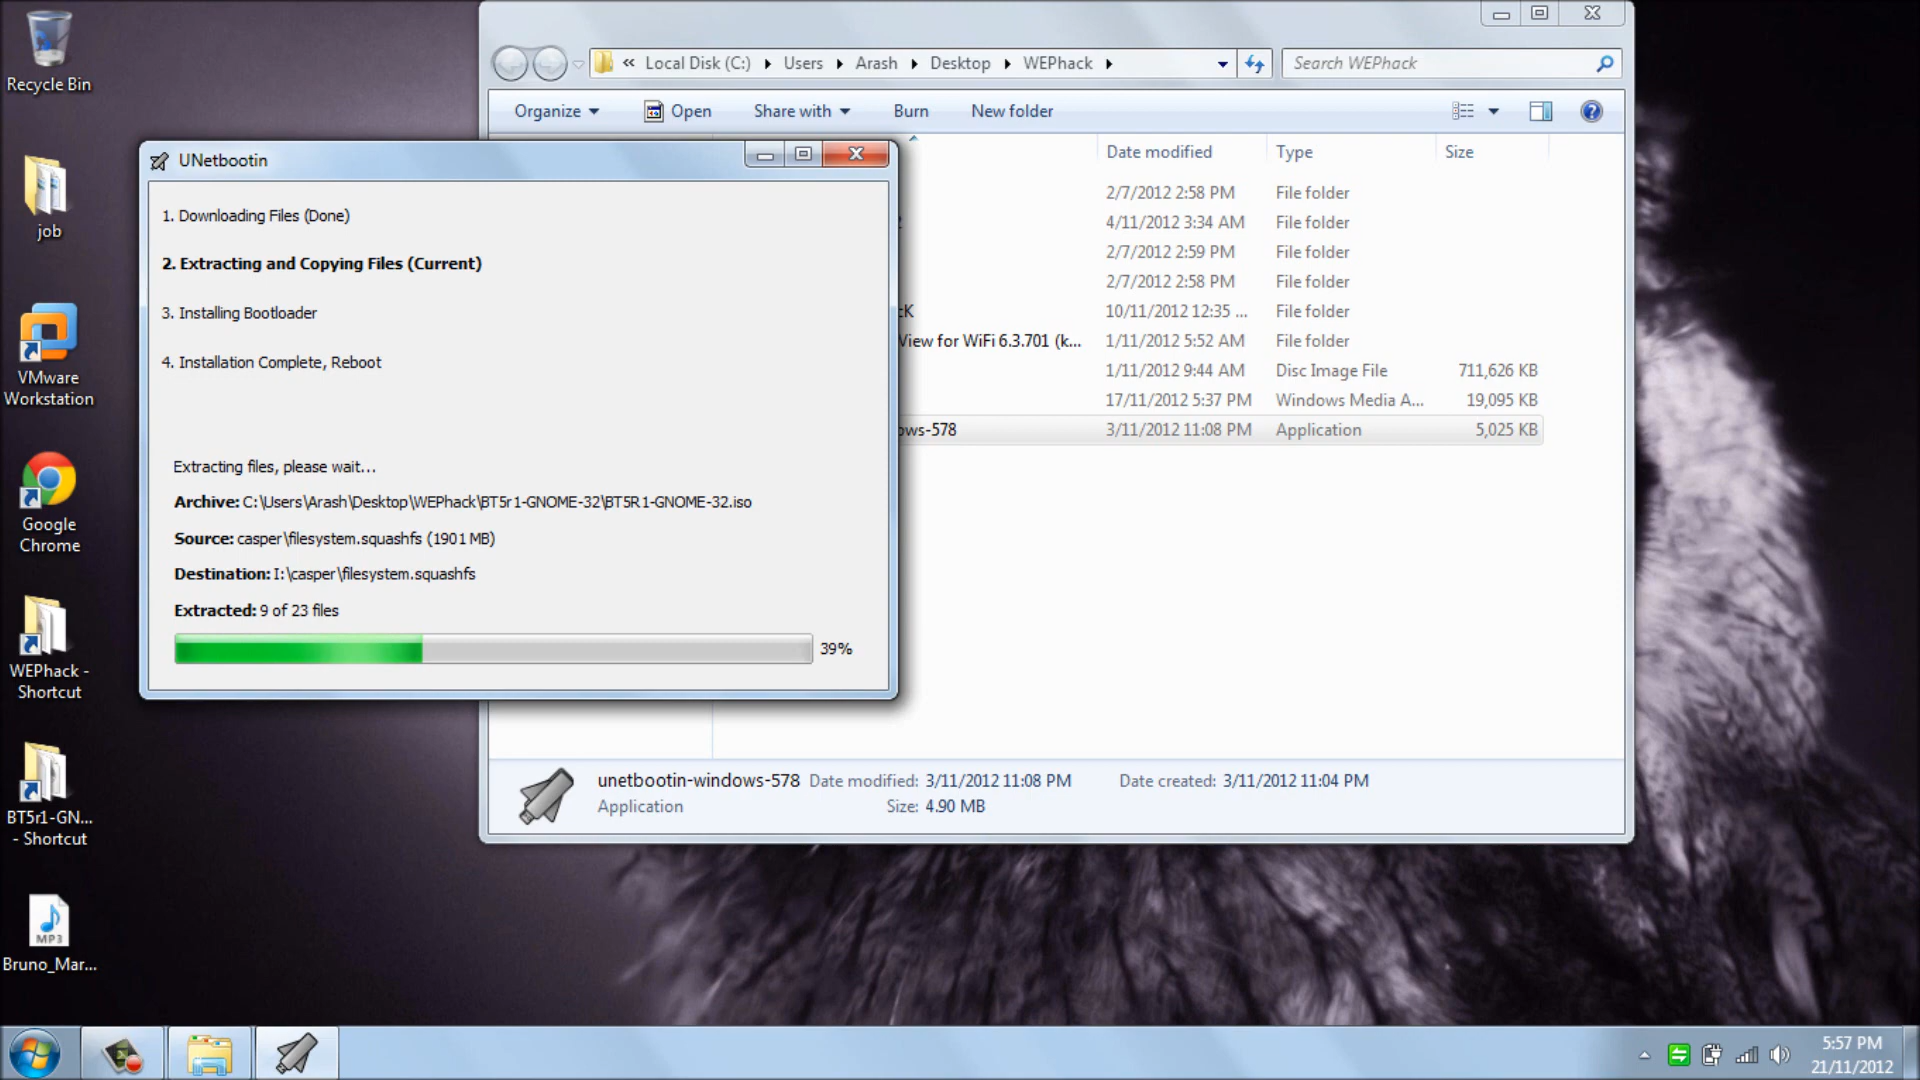 Recycle Bin
job
VMware
Workstation
Google
Chrome
WEPhack -
Shortcut
BT5r1-GN...
- Shortcut
MP3
Bruno_Mar...
« Local Disk (C:) Users Arash Desktop WEPhack
Search WEPhack
Organize Open Share with Burn New folder
Date modified Type Size
2/7/2012 2:58 PM File folder
4/11/2012 3:34 AM File folder
2/7/2012 2:59 PM File folder
2/7/2012 2:58 PM File folder
cK 10/11/2012 12:35 ... File folder
View for WiFi 6.3.701 (k... 1/11/2012 5:52 AM File folder
1/11/2012 9:44 AM Disc Image File 711,626 KB
17/11/2012 5:37 PM Windows Media A... 19,095 KB
ows-578 3/11/2012 11:08 PM Application 5,025 KB
UNetbootin
1. Downloading Files (Done)
2. Extracting and Copying Files (Current)
3. Installing Bootloader
4. Installation Complete, Reboot
Extracting files, please wait...
Archive: C:\Users\Arash\Desktop\WEPhack\BT5r1-GNOME-32\BT5R1-GNOME-32.iso
Source: casper\filesystem.squashfs (1901 MB)
Destination: I:\casper\filesystem.squashfs
Extracted: 9 of 23 files
39%
unetbootin-windows-578 Date modified: 3/11/2012 11:08 PM Date created: 3/11/2012 11:04 PM
Application Size: 4.90 MB
5:57 PM
21/11/2012